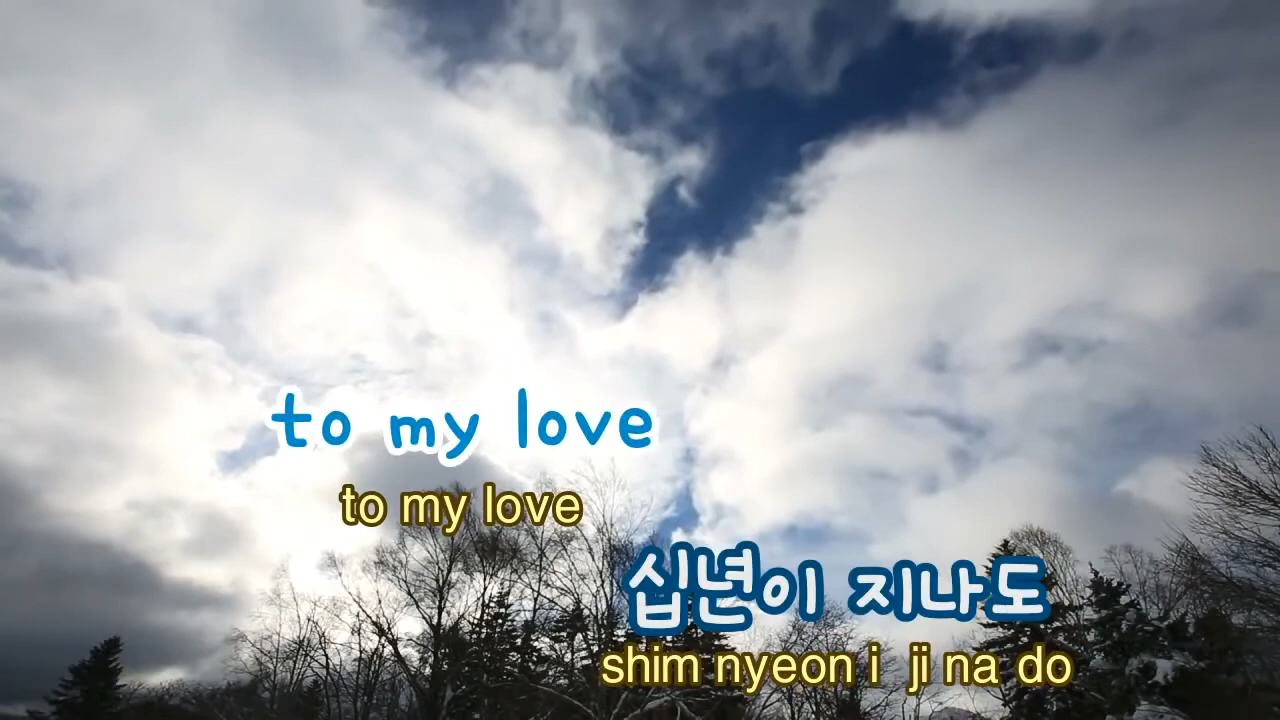 to my love
to my love
십년이 지나도
shim nyeon i ji na do